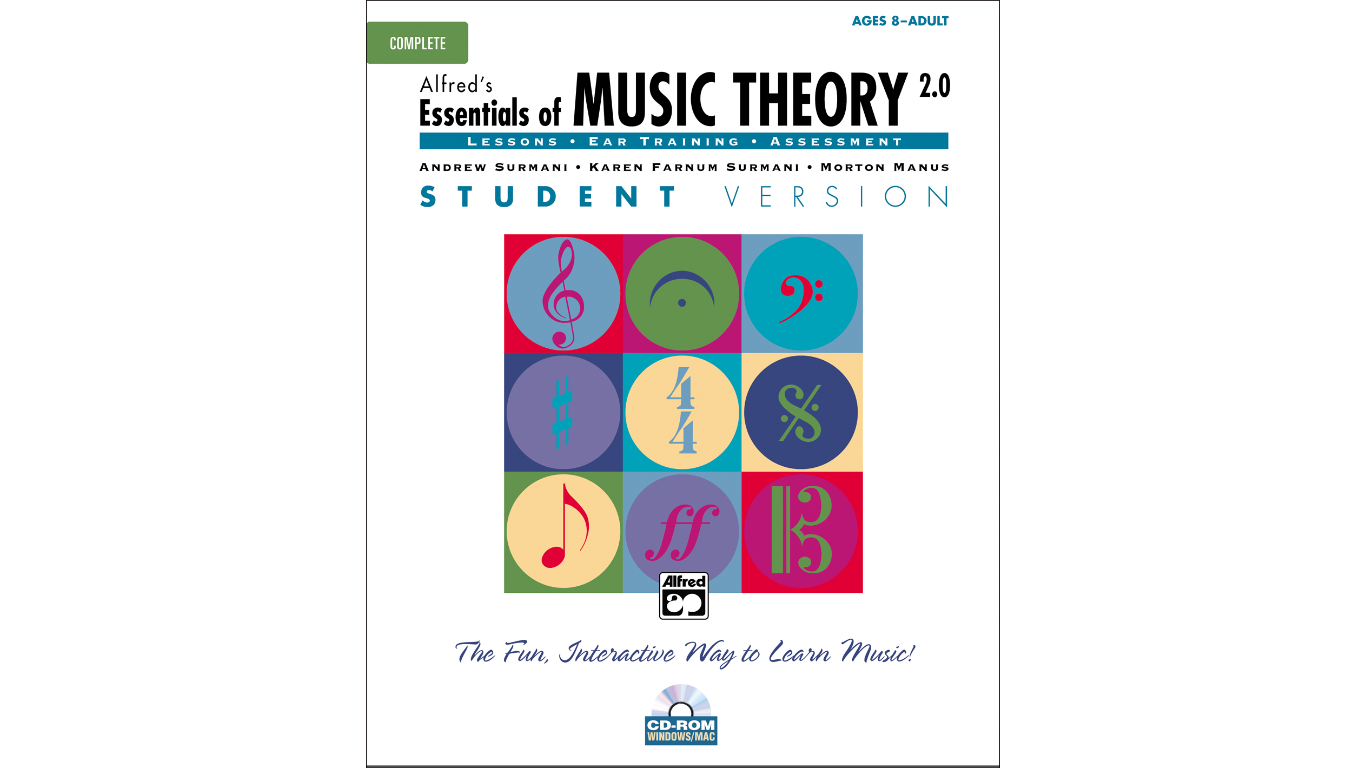 AGES 8–ADULT
COMPLETE
Alfred's
Essentials of MUSIC THEORY 2.0
LESSONS • EAR TRAINING • ASSESSMENT
ANDREW SURMANI • KAREN FARNUM SURMANI • MORTON MANUS
STUDENT VERSION
4
4
ff
Alfred
The Fun, Interactive Way to Learn Music!
CD-ROM
WINDOWS/MAC